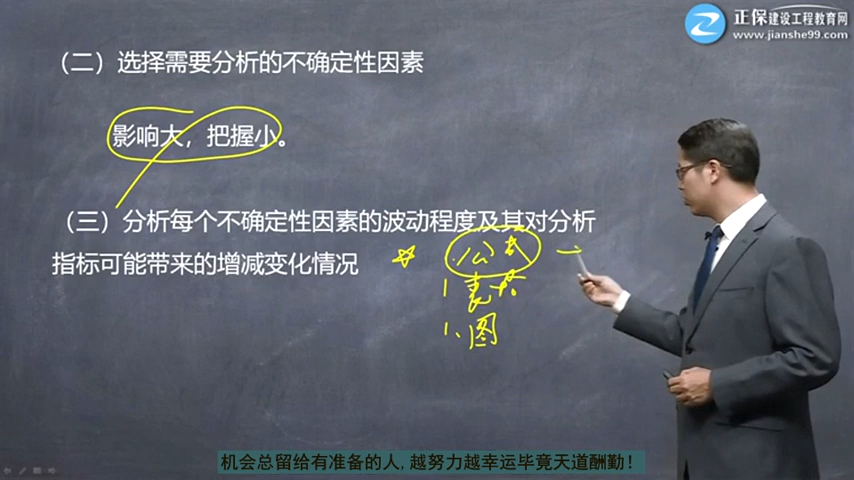 正保建设工程教育网
www.jianshe99.com
（二）选择需要分析的不确定性因素
影响大，把握小。
（三）分析每个不确定性因素的波动程度及其对分析
指标可能带来的增减变化情况
公式
表格
图
机会总留给有准备的人,越努力越幸运毕竟天道酬勤！